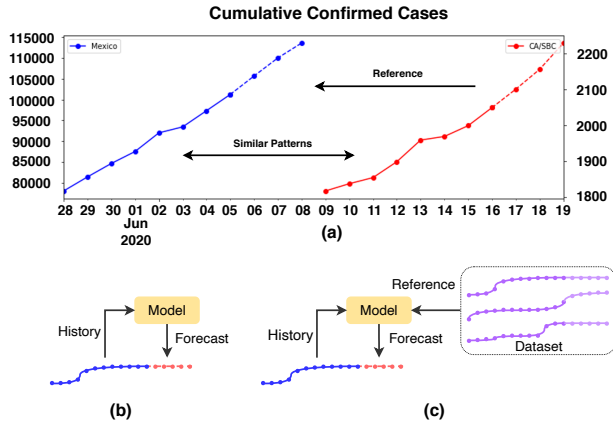 Cumulative Confirmed Cases
Mexico
CA/SBC
115000
110000
105000
100000
95000
90000
85000
80000
2200
2100
2000
1900
1800
Reference
Similar Patterns
28 29 30 01 02 03 04 05 06 07 08 09 10 11 12 13 14 15 16 17 18 19
Jun
2020
(a)
Model
History
Forecast
(b)
Reference
Model
History
Forecast
Dataset
(c)